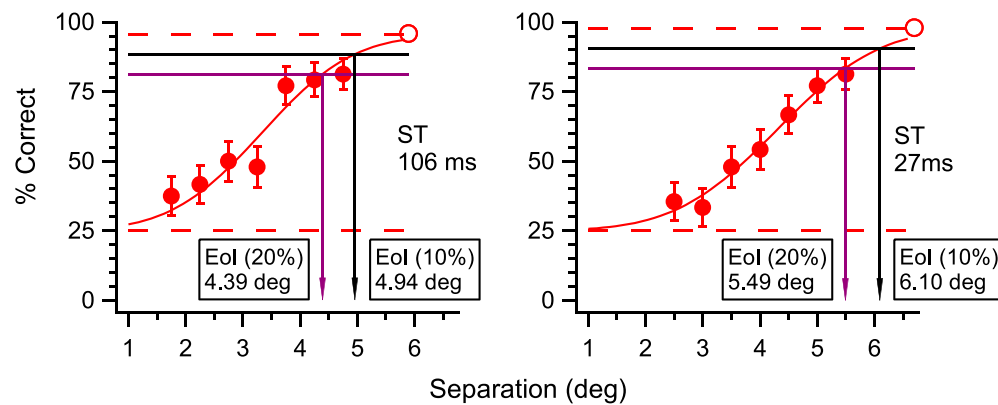 % Correct
100
75
50
25
0
ST
106 ms
EoI (20%)
4.39 deg
EoI (10%)
4.94 deg
1 2 3 4 5 6
100
75
50
25
0
ST
27ms
EoI (20%)
5.49 deg
EoI (10%)
6.10 deg
1 2 3 4 5 6
Separation (deg)